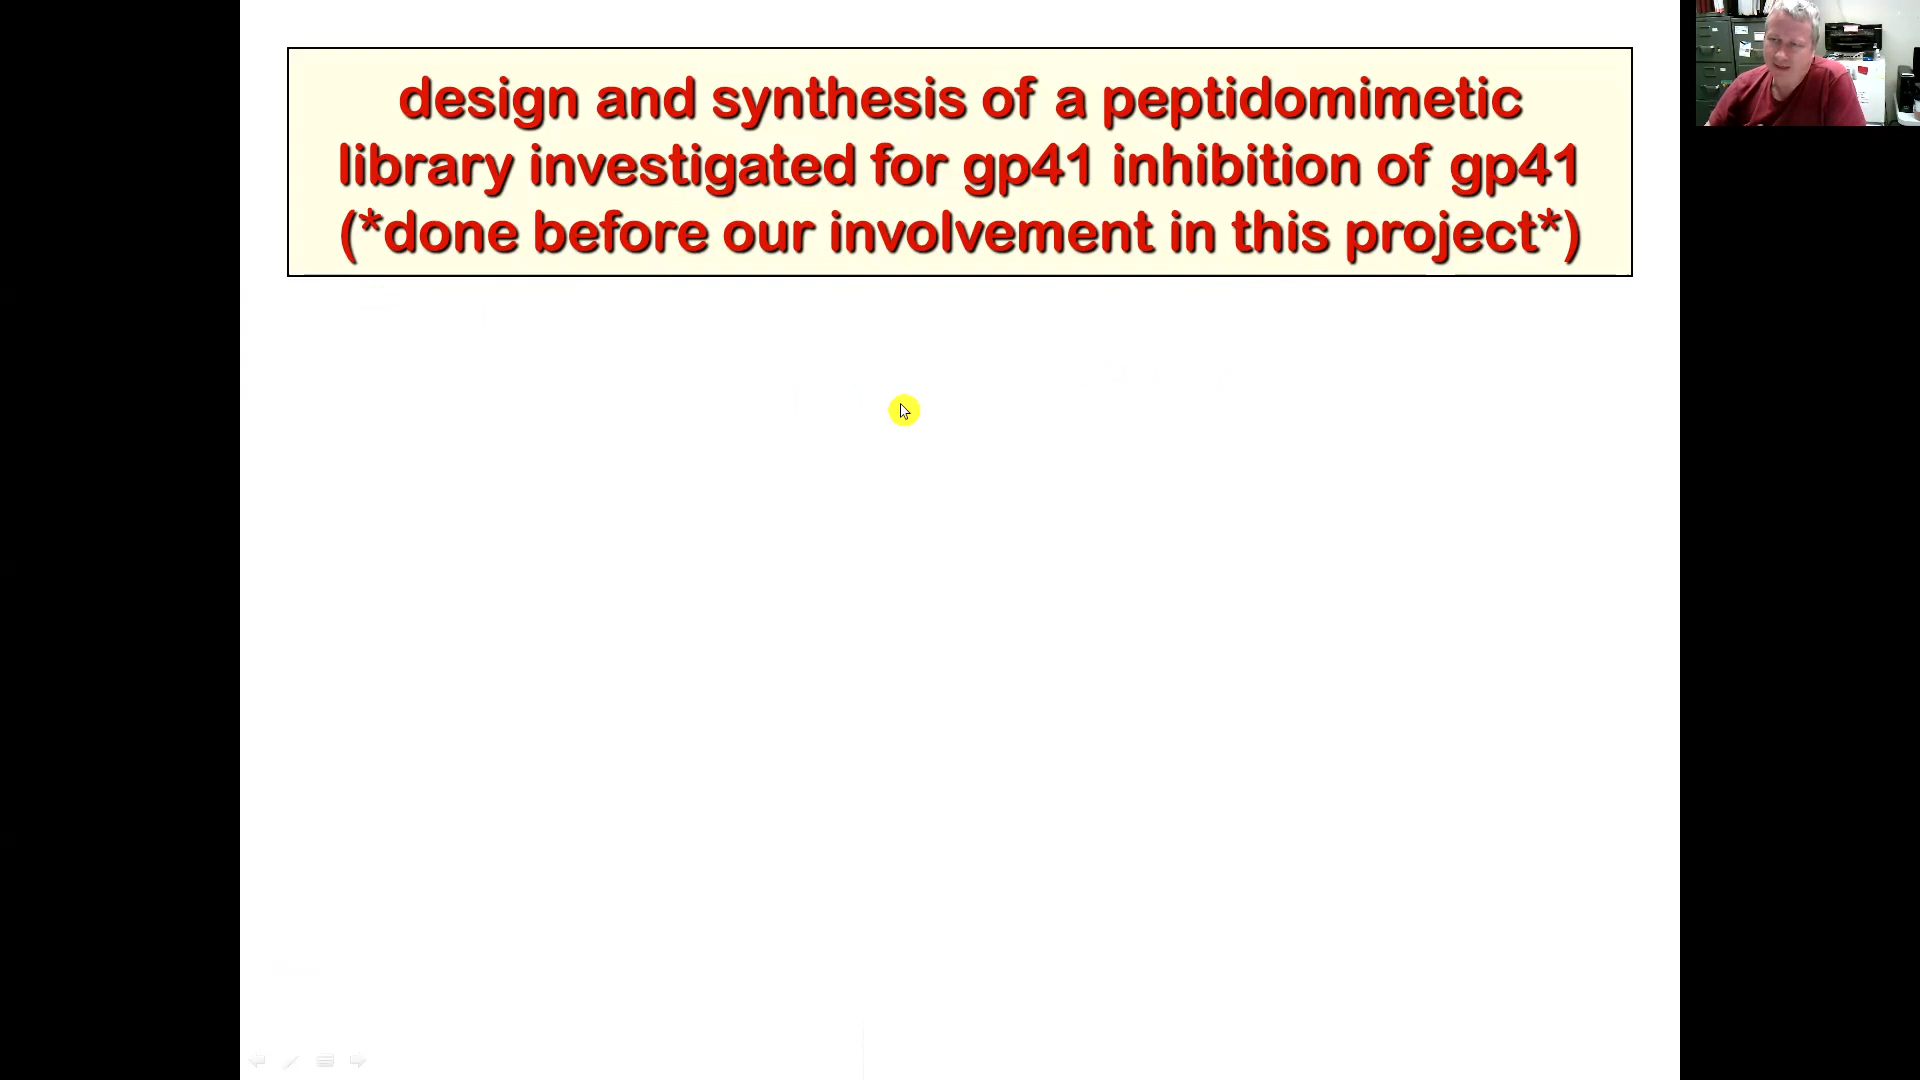 design and synthesis of a peptidomimetic
library investigated for gp41 inhibition of gp41
(*done before our involvement in this project*)